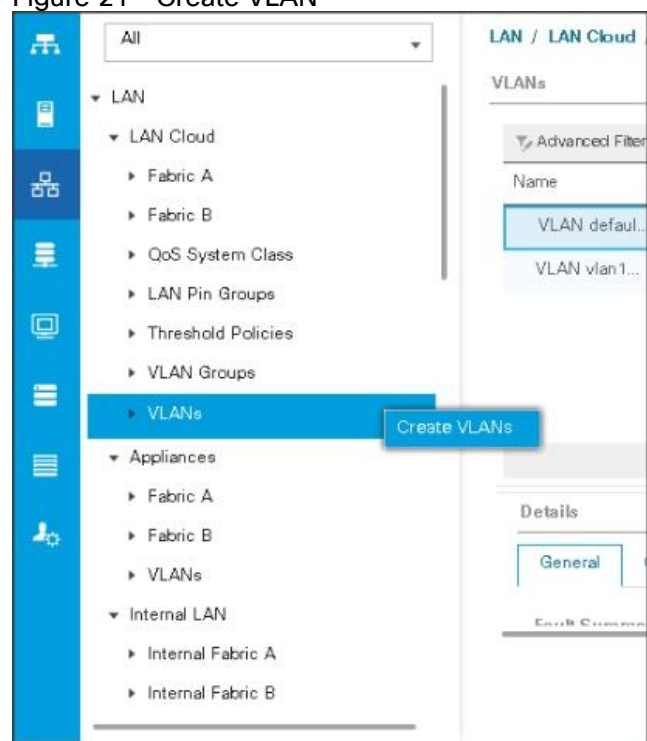 Figure 21 Create VLAN
All
LAN
LAN Cloud
Fabric A
Fabric B
QoS System Class
LAN Pin Groups
Threshold Policies
VLAN Groups
VLANs
Create VLANs
Appliances
Fabric A
Fabric B
VLANs
Internal LAN
Internal Fabric A
Internal Fabric B
LAN / LAN Cloud /
VLANs
Advanced Filter
Name
VLAN defaul...
VLAN vlan1...
Details
General
Fault Summa